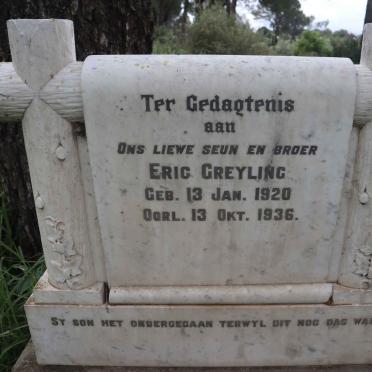 Ter Gedagtenis
aan
Ons liewe seun en broer
Eric Greyling
Geb. 13 Jan. 1920
Oorl. 13 Okt. 1936.
Sy son het ondergegaan terwyl dit nog dag wa